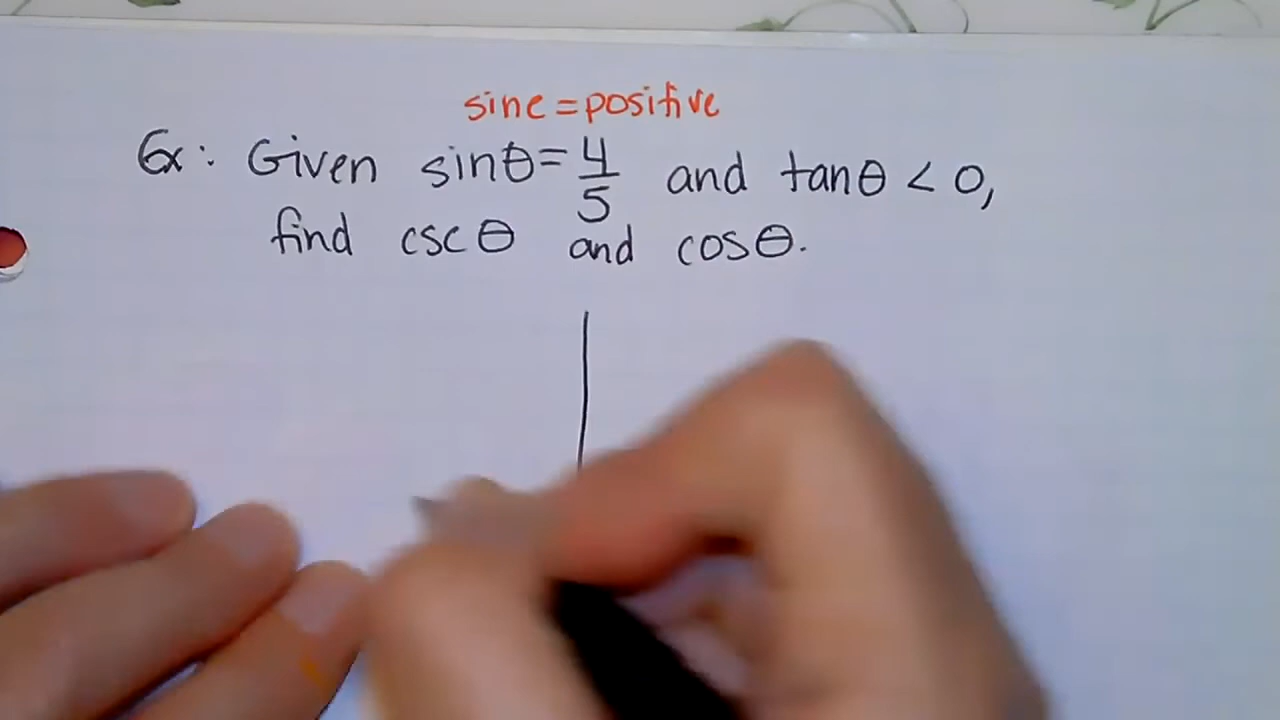 sine = positive
Ex: Given sinθ = 4/5 and tanθ < 0,
find cscθ and cosθ.